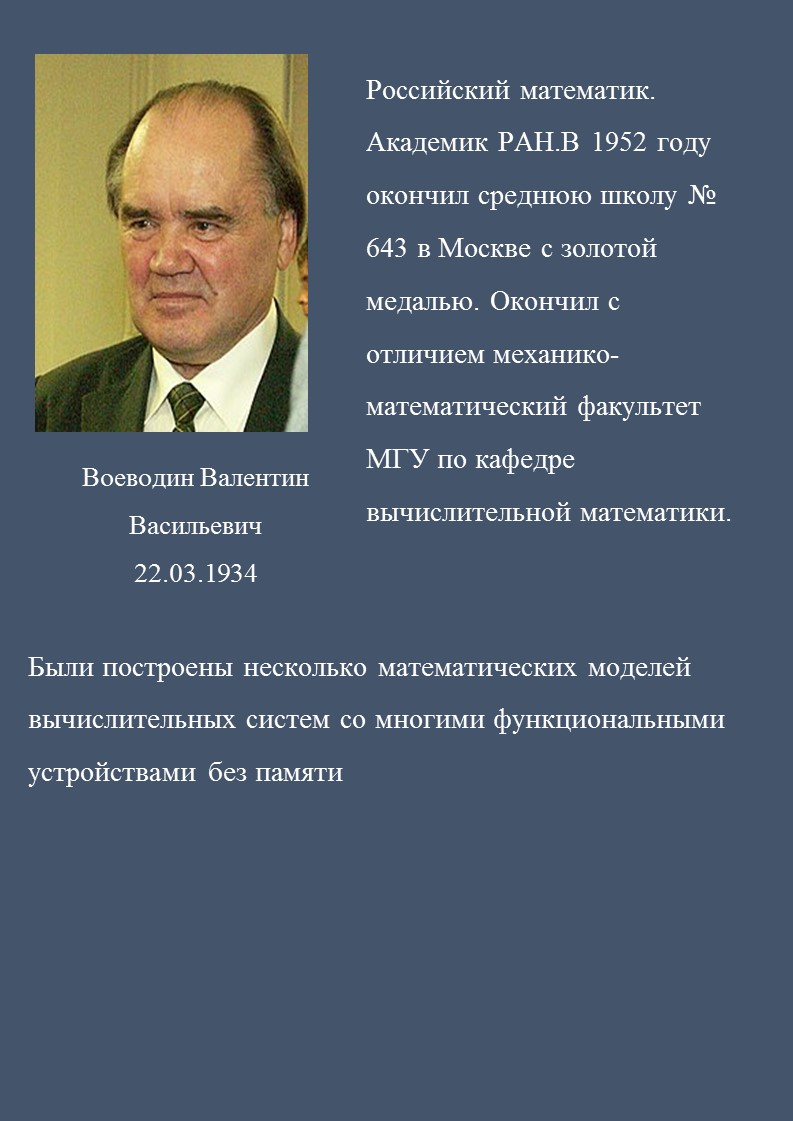 Российский математик.
Академик РАН.В 1952 году
окончил среднюю школу №
643 в Москве с золотой
медалью. Окончил с
отличием механико-
математический факультет
МГУ по кафедре
вычислительной математики.
Воеводин Валентин
Васильевич
22.03.1934
Были построены несколько математических моделей
вычислительных систем со многими функциональными
устройствами без памяти